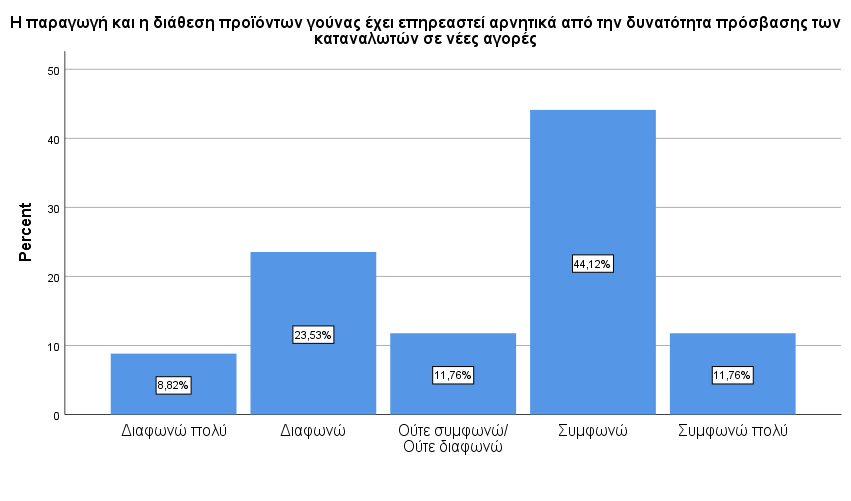 Η παραγωγή και η διάθεση προϊόντων γούνας έχει επηρεαστεί αρνητικά από την δυνατότητα πρόσβασης των
καταναλωτών σε νέες αγορές
Percent
50
40
30
20
10
0
8,82%
23,53%
11,76%
44,12%
11,76%
Διαφωνώ πολύ
Διαφωνώ
Ούτε συμφωνώ/
Ούτε διαφωνώ
Συμφωνώ
Συμφωνώ πολύ